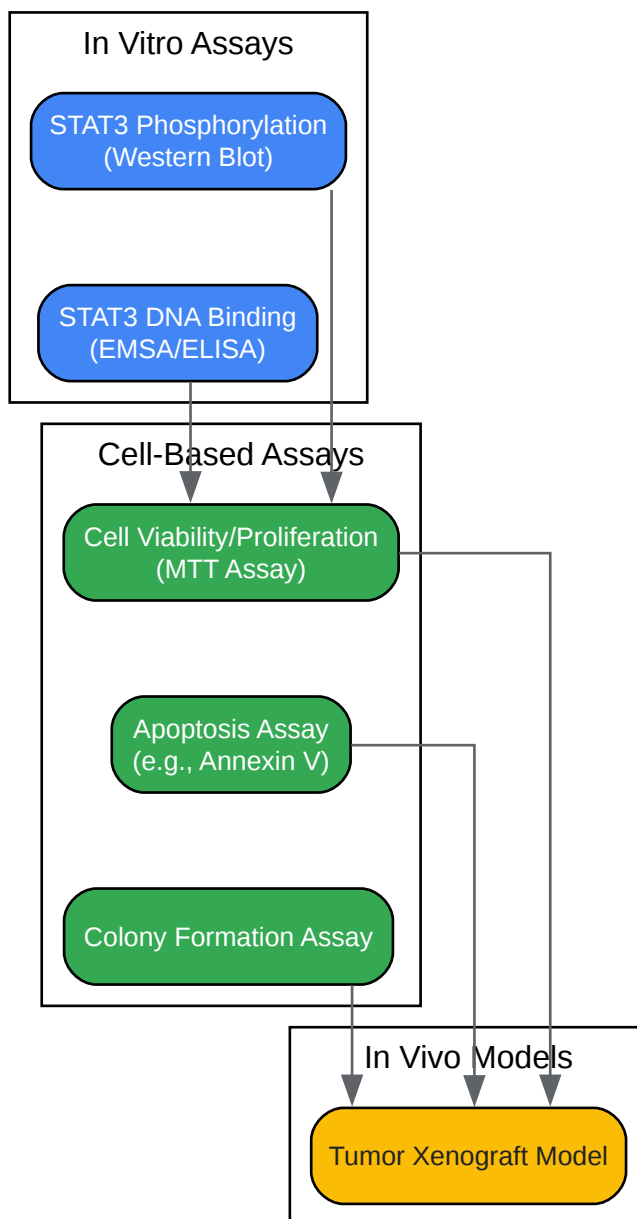 In Vitro Assays
STAT3 Phosphorylation
(Western Blot)
STAT3 DNA Binding
(EMSA/ELISA)
Cell-Based Assays
Cell Viability/Proliferation
(MTT Assay)
Apoptosis Assay
(e.g., Annexin V)
Colony Formation Assay
In Vivo Models
Tumor Xenograft Model